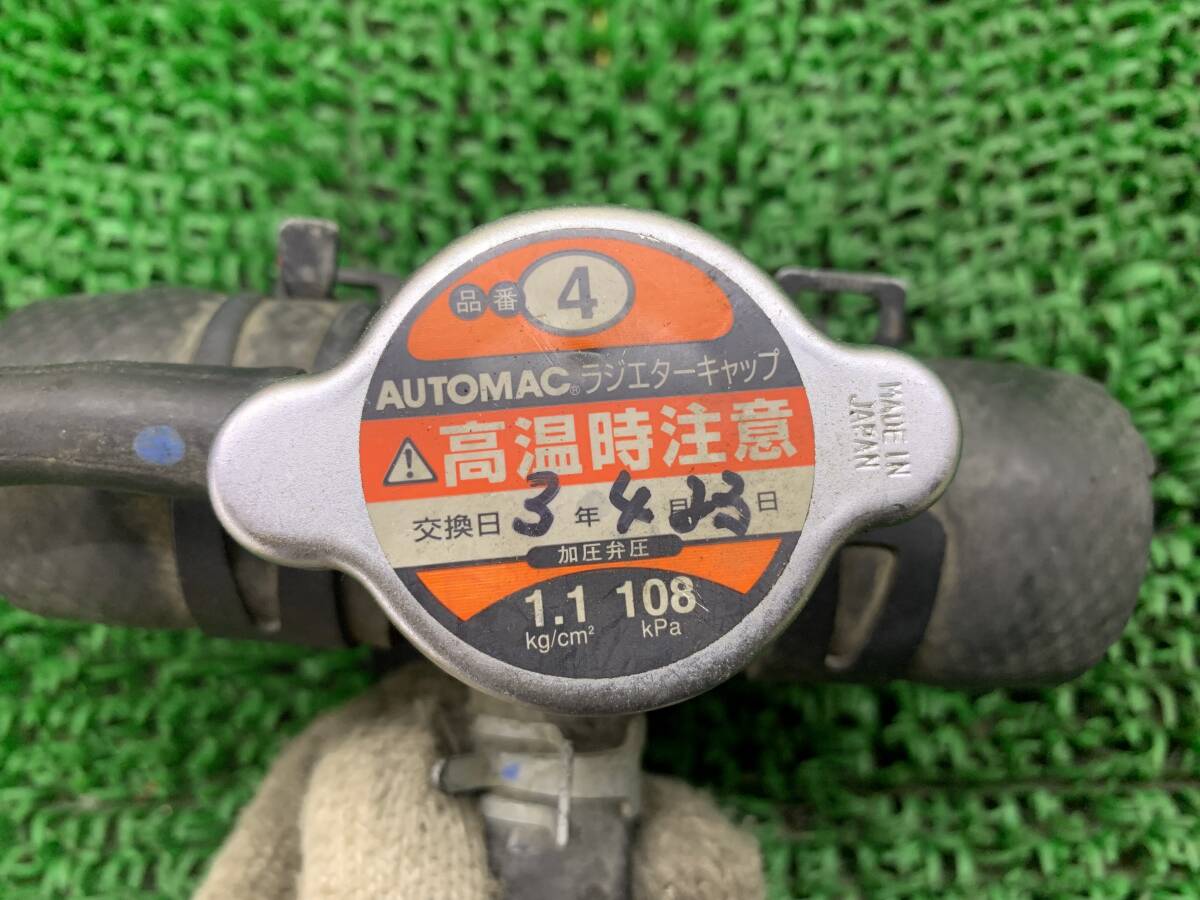 品番 4
AUTOMAC® ラジエターキャップ
高温時注意
交換日 3年 4月 23日
加圧弁圧
1.1 108
kg/cm² kPa
MADE IN
JAPAN